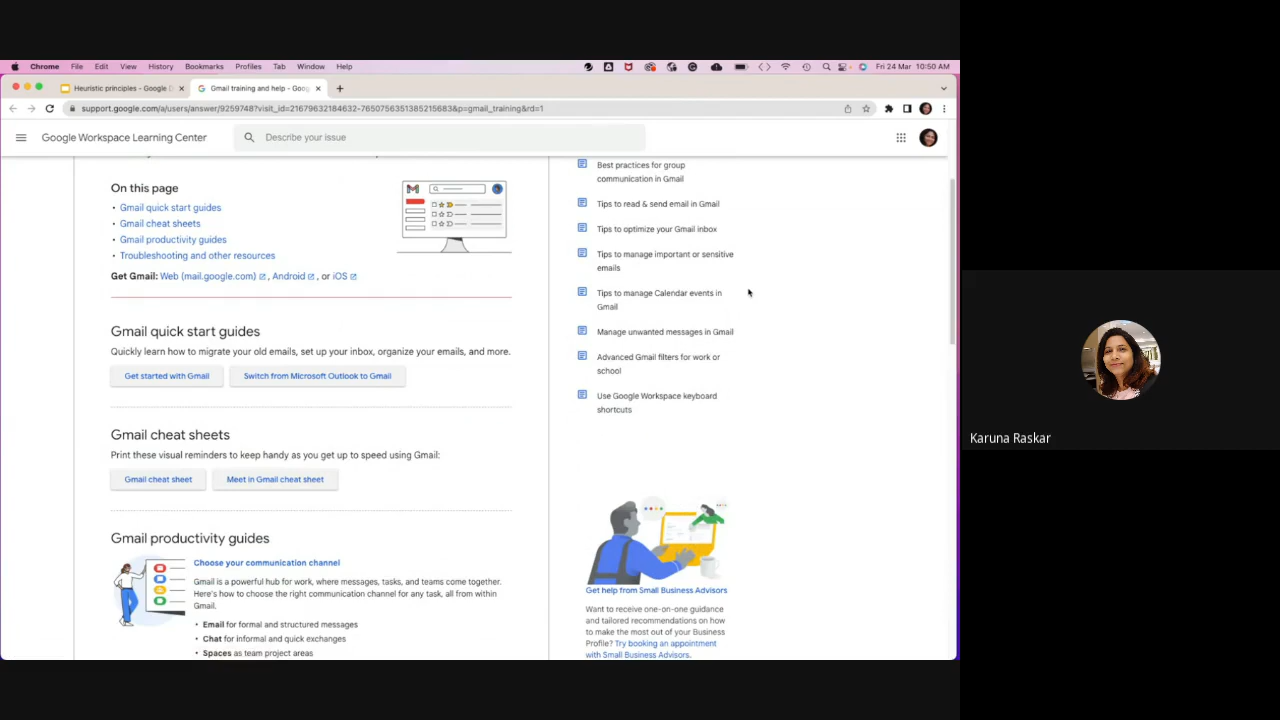 Chrome File Edit View History Bookmarks Profiles Tab Window Help Fri 24 Mar 10:50 AM
Heuristic principles - Google D Gmail training and help - Goog
support.google.com/a/users/answer/9259748?visit_id=21679632184632-7650756351385215683&p=gmail_training&rd=1
Google Workspace Learning Center
Describe your issue
On this page
• Gmail quick start guides
• Gmail cheat sheets
• Gmail productivity guides
• Troubleshooting and other resources
Get Gmail: Web (mail.google.com) , Android , or iOS
Gmail quick start guides
Quickly learn how to migrate your old emails, set up your inbox, organize your emails, and more.
Get started with Gmail Switch from Microsoft Outlook to Gmail
Gmail cheat sheets
Print these visual reminders to keep handy as you get up to speed using Gmail:
Gmail cheat sheet Meet in Gmail cheat sheet
Gmail productivity guides
Choose your communication channel
Gmail is a powerful hub for work, where messages, tasks, and teams come together.
Here's how to choose the right communication channel for any task, all from within
Gmail.
• Email for formal and structured messages
• Chat for informal and quick exchanges
• Spaces as team project areas
Best practices for group
communication in Gmail
Tips to read & send email in Gmail
Tips to optimize your Gmail inbox
Tips to manage important or sensitive
emails
Tips to manage Calendar events in
Gmail
Manage unwanted messages in Gmail
Advanced Gmail filters for work or
school
Use Google Workspace keyboard
shortcuts
Get help from Small Business Advisors
Want to receive one-on-one guidance
and tailored recommendations on how
to make the most out of your Business
Profile? Try booking an appointment
with Small Business Advisors.
Karuna Raskar